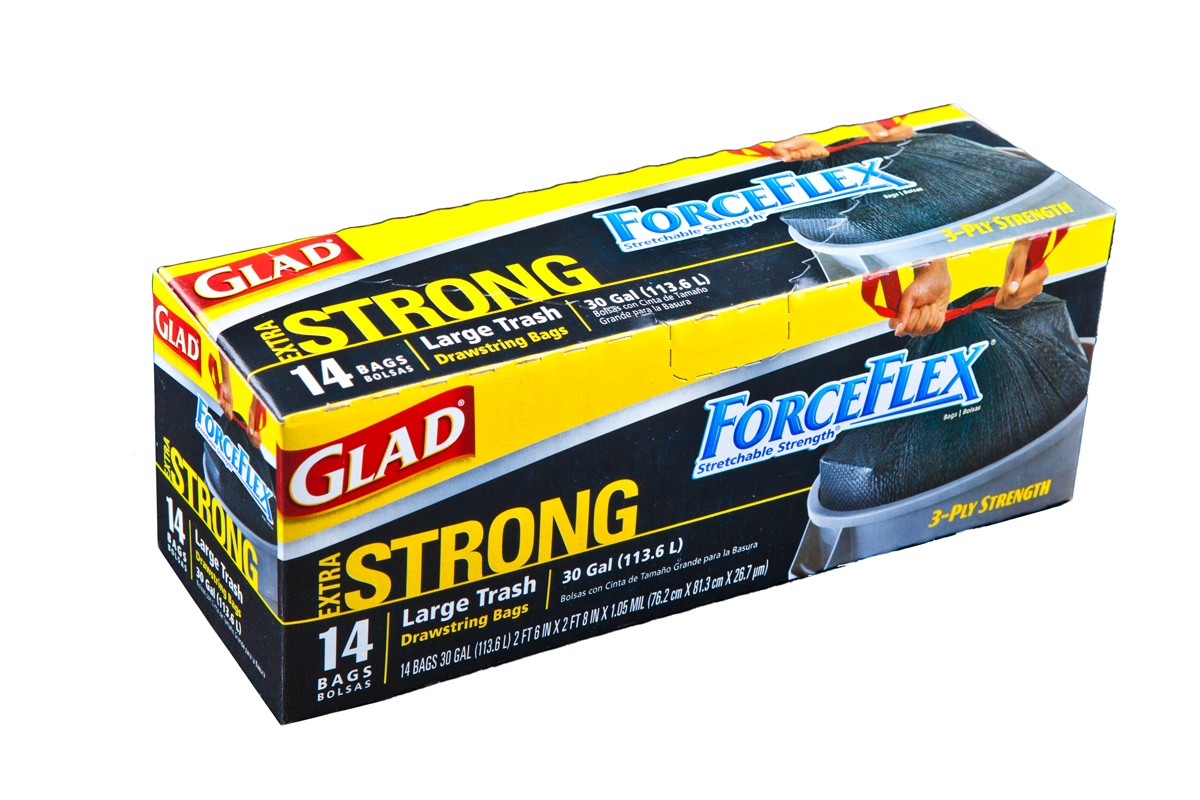 GLAD®
FORCEFLEX
Stretchable Strength®
Bags | Bolsas
3-PLY STRENGTH
EXTRA
STRONG
14 BAGS
BOLSAS
Large Trash
Drawstring Bags
30 Gal (113.6 L)
Bolsas con Cinta de Tamaño
Grande para la Basura
GLAD®
FORCEFLEX®
Stretchable Strength®
Bags | Bolsas
3-PLY STRENGTH
EXTRA
STRONG
14
BAGS
BOLSAS
Large Trash
Drawstring Bags
30 Gal (113.6 L)
Bolsas con Cinta de Tamaño Grande para la Basura
14 BAGS 30 GAL (113.6 L) 2 FT 6 IN X 2 FT 8 IN X 1.05 MIL (76.2 cm X 81.3 cm X 26.7 µm)
GLAD
FORCEFLEX
EXTRA
STRONG
14
BAGS
BOLSAS
Large Trash
Drawstring Bags
30 Gal (113.6 L)